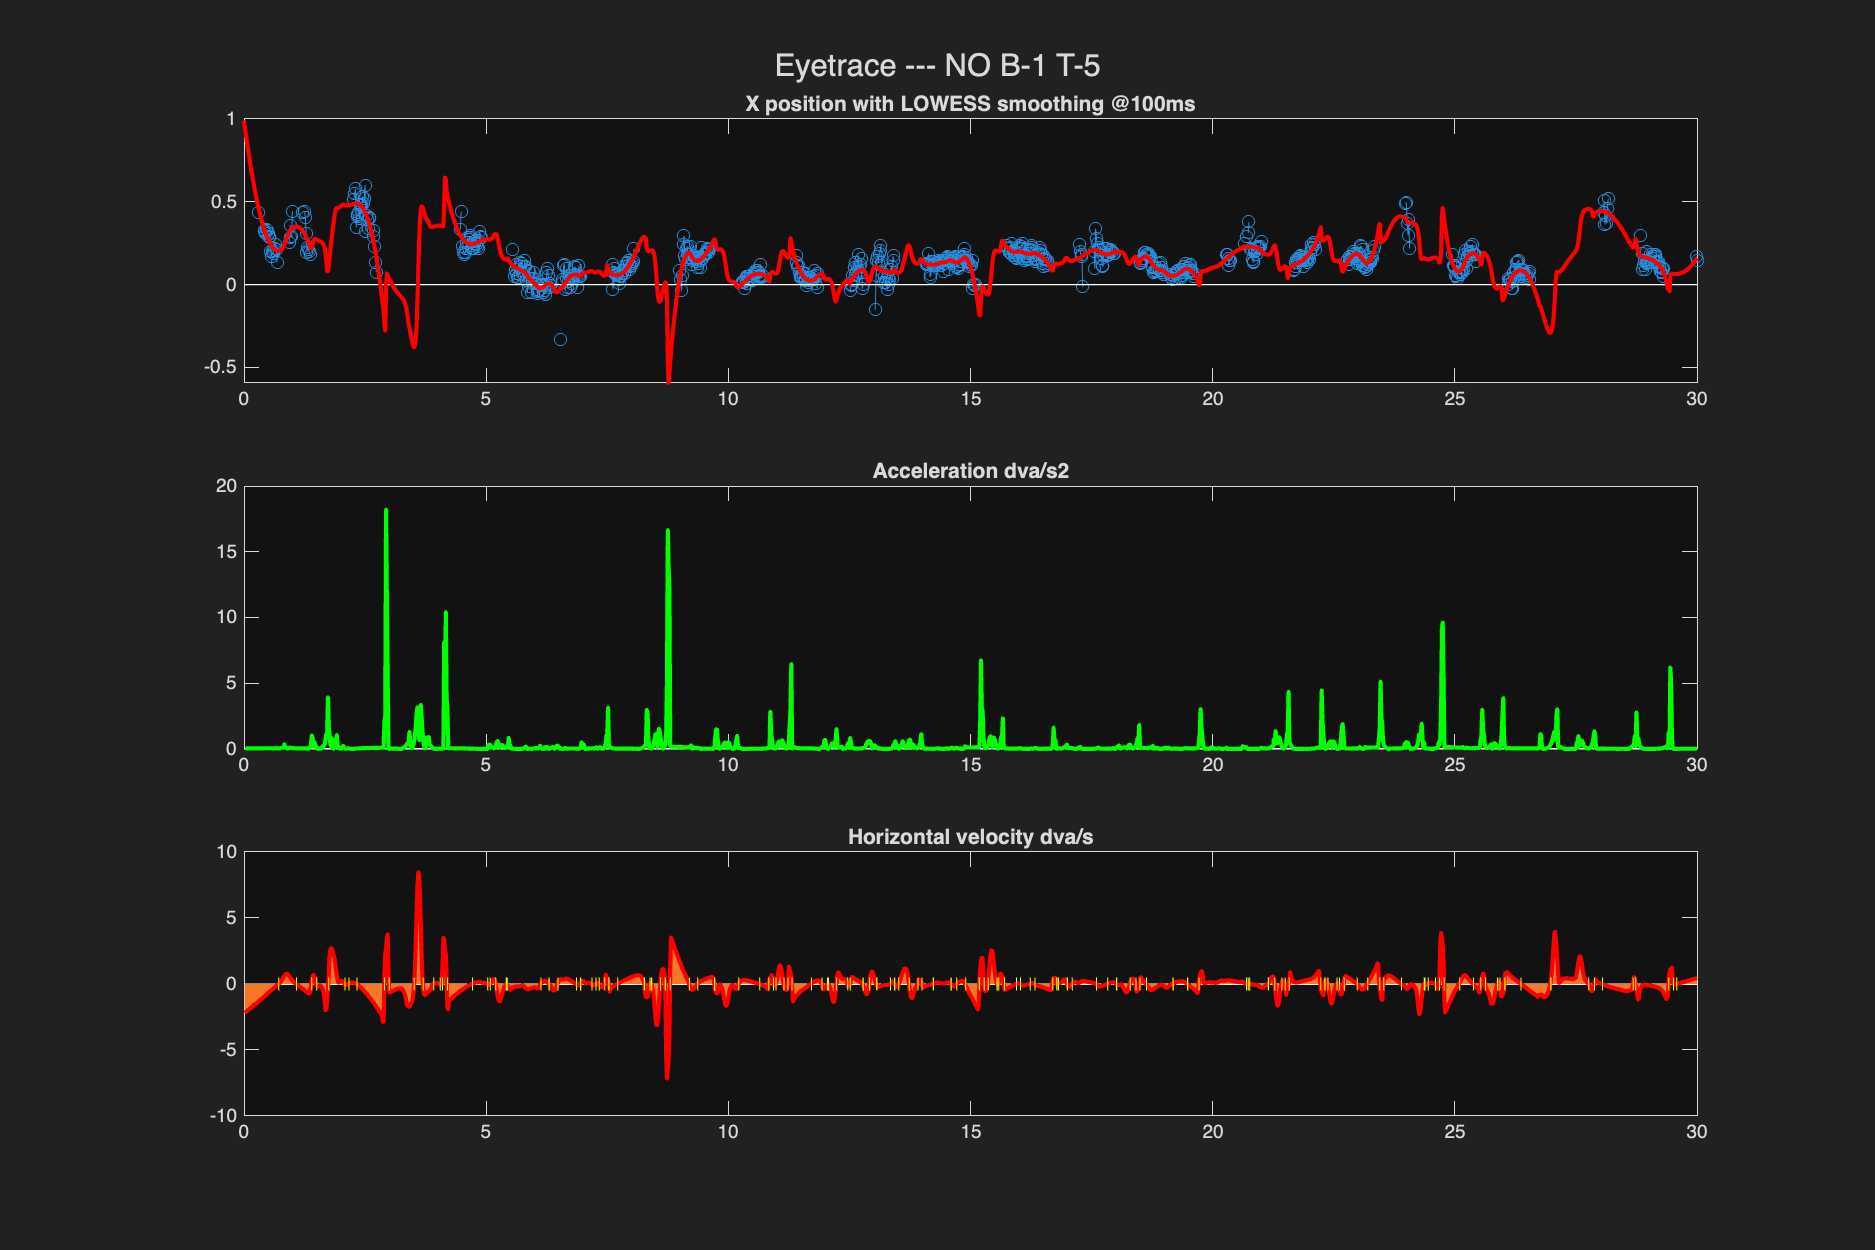 Eyetrace --- NO B-1 T-5
X position with LOWESS smoothing @100ms
1
0.5
0
-0.5
0 5 10 15 20 25 30
Acceleration dva/s2
20
15
10
5
0
0 5 10 15 20 25 30
Horizontal velocity dva/s
10
5
0
-5
-10
0 5 10 15 20 25 30